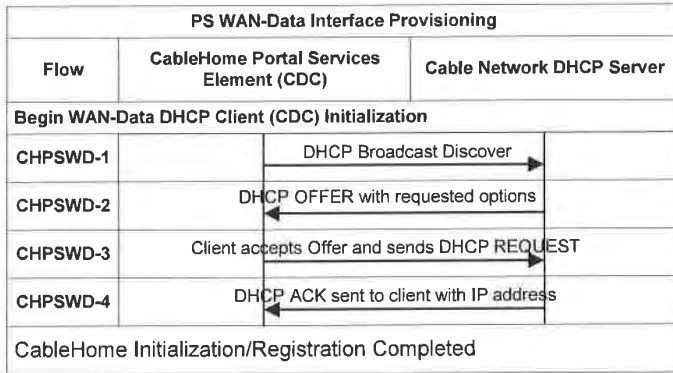 PS WAN-Data Interface Provisioning
Flow
CableHome Portal Services
Element (CDC)
Cable Network DHCP Server
Begin WAN-Data DHCP Client (CDC) Initialization
CHPSWD-1
DHCP Broadcast Discover
CHPSWD-2
DHCP OFFER with requested options
CHPSWD-3
Client accepts Offer and sends DHCP REQUEST
CHPSWD-4
DHCP ACK sent to client with IP address
CableHome Initialization/Registration Completed